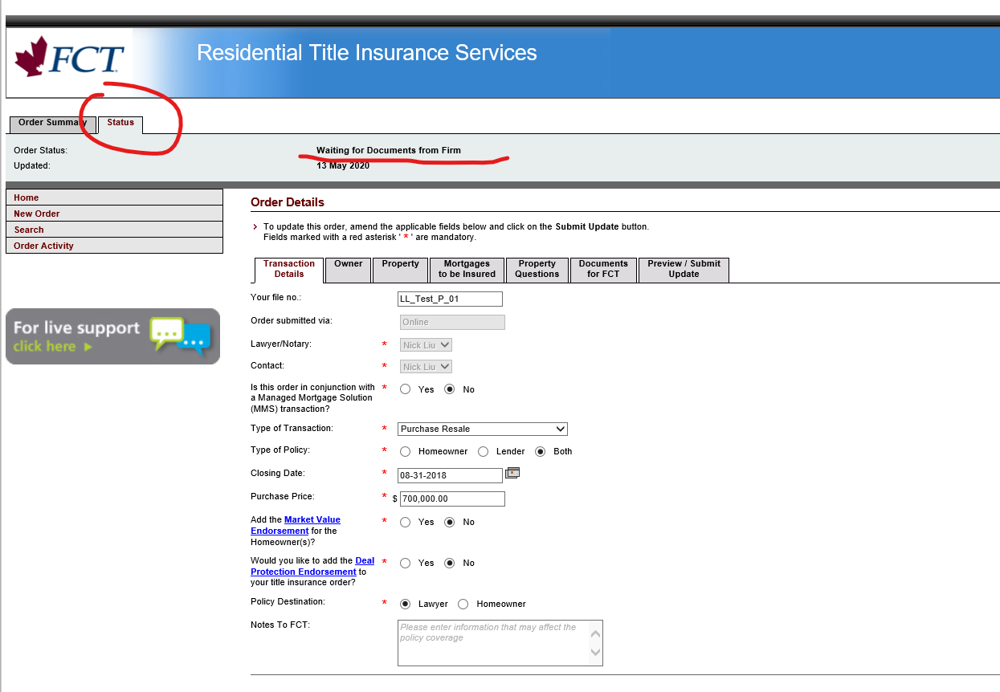 FCT
Residential Title Insurance Services
Order Summary Status
Order Status: Waiting for Documents from Firm
Updated: 13 May 2020
Home
New Order
Search
Order Activity
For live support
click here
Order Details
To update this order, amend the applicable fields below and click on the Submit Update button.
Fields marked with a red asterisk ' * ' are mandatory.
Transaction Details Owner Property Mortgages to be Insured Property Questions Documents for FCT Preview / Submit Update
Your file no.: LL_Test_P_01
Order submitted via: Online
Lawyer/Notary: * Nick Liu
Contact: * Nick Liu
Is this order in conjunction with * Yes No
a Managed Mortgage Solution
(MMS) transaction?
Type of Transaction: * Purchase Resale
Type of Policy: * Homeowner Lender Both
Closing Date: * 08-31-2018
Purchase Price: * $ 700,000.00
Add the Market Value * Yes No
Endorsement for the
Homeowner(s)?
Would you like to add the Deal * Yes No
Protection Endorsement to
your title insurance order?
Policy Destination: * Lawyer Homeowner
Notes To FCT: Please enter information that may affect the
policy coverage